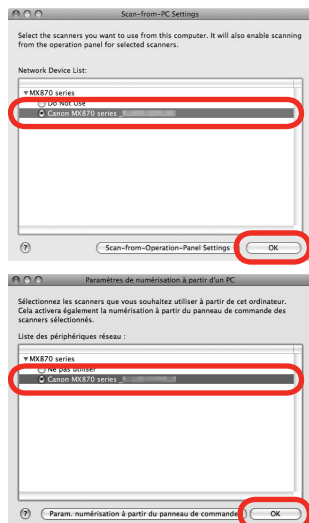 Scan-from-PC Settings
Select the scanners you want to use from this computer. It will also enable scanning
from the operation panel for selected scanners.
Network Device List:
▼MX870 series
Do Not Use
Canon MX870 series _
? Scan-from-Operation-Panel Settings OK
Paramètres de numérisation à partir d'un PC
Sélectionnez les scanners que vous souhaitez utiliser à partir de cet ordinateur.
Cela activera également la numérisation à partir du panneau de commande des
scanners sélectionnés.
Liste des périphériques réseau :
▼MX870 series
Ne pas utiliser
Canon MX870 series _
? Param. numérisation à partir du panneau de commande OK